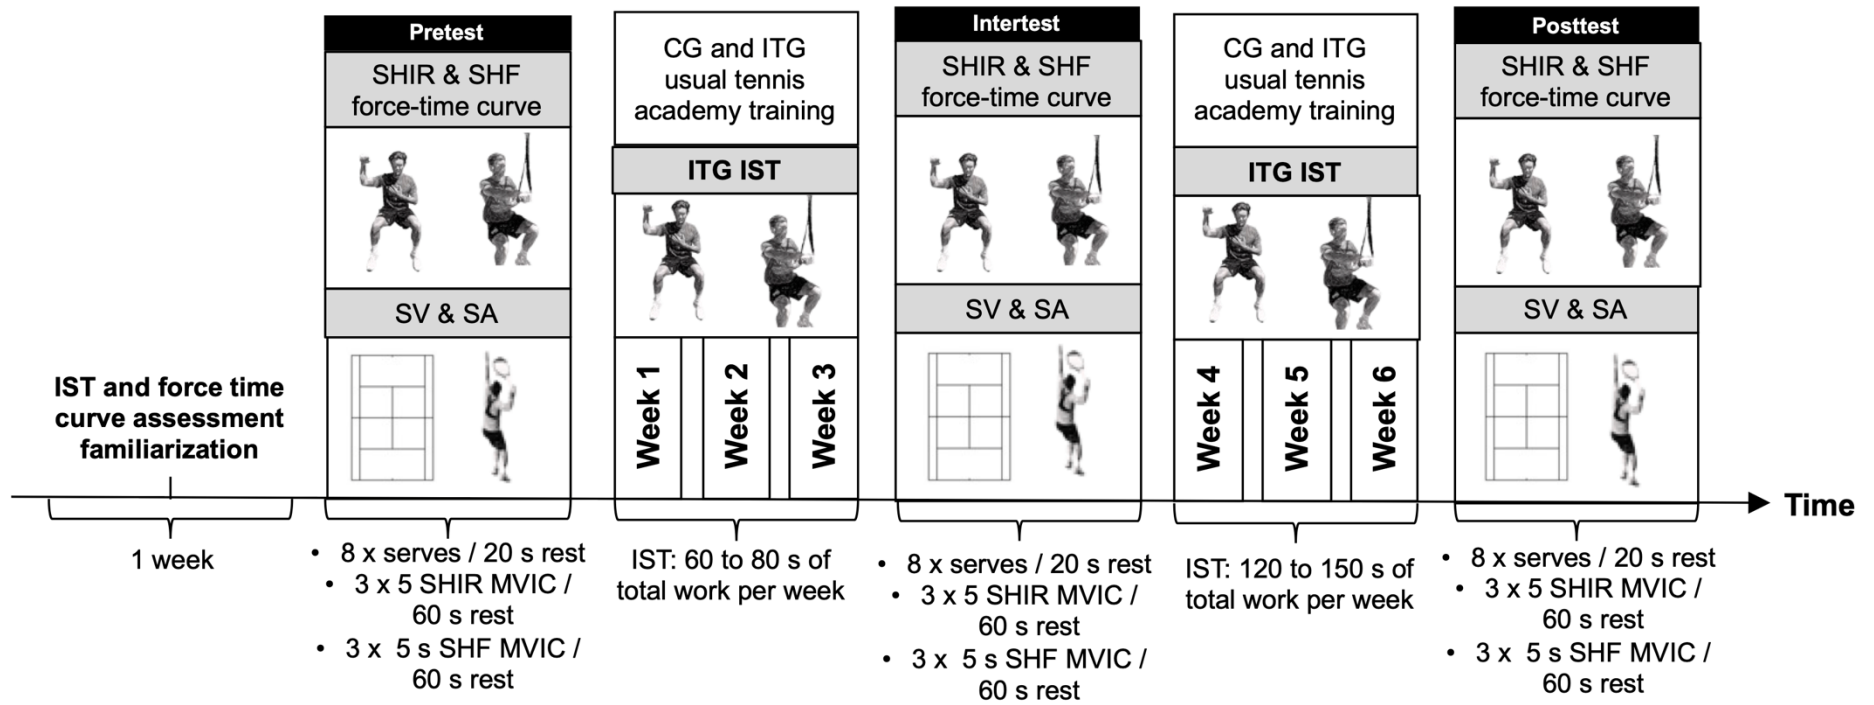 IST and force time
curve assessment
familiarization
1 week
Pretest
SHIR & SHF
force-time curve
SV & SA
• 8 x serves / 20 s rest
• 3 x 5 SHIR MVIC /
60 s rest
• 3 x 5 s SHF MVIC /
60 s rest
CG and ITG
usual tennis
academy training
ITG IST
Week 1
Week 2
Week 3
IST: 60 to 80 s of
total work per week
Intertest
SHIR & SHF
force-time curve
SV & SA
• 8 x serves / 20 s rest
• 3 x 5 SHIR MVIC /
60 s rest
• 3 x 5 s SHF MVIC /
60 s rest
CG and ITG
usual tennis
academy training
ITG IST
Week 4
Week 5
Week 6
IST: 120 to 150 s of
total work per week
Posttest
SHIR & SHF
force-time curve
SV & SA
• 8 x serves / 20 s rest
• 3 x 5 SHIR MVIC /
60 s rest
• 3 x 5 s SHF MVIC /
60 s rest
Time